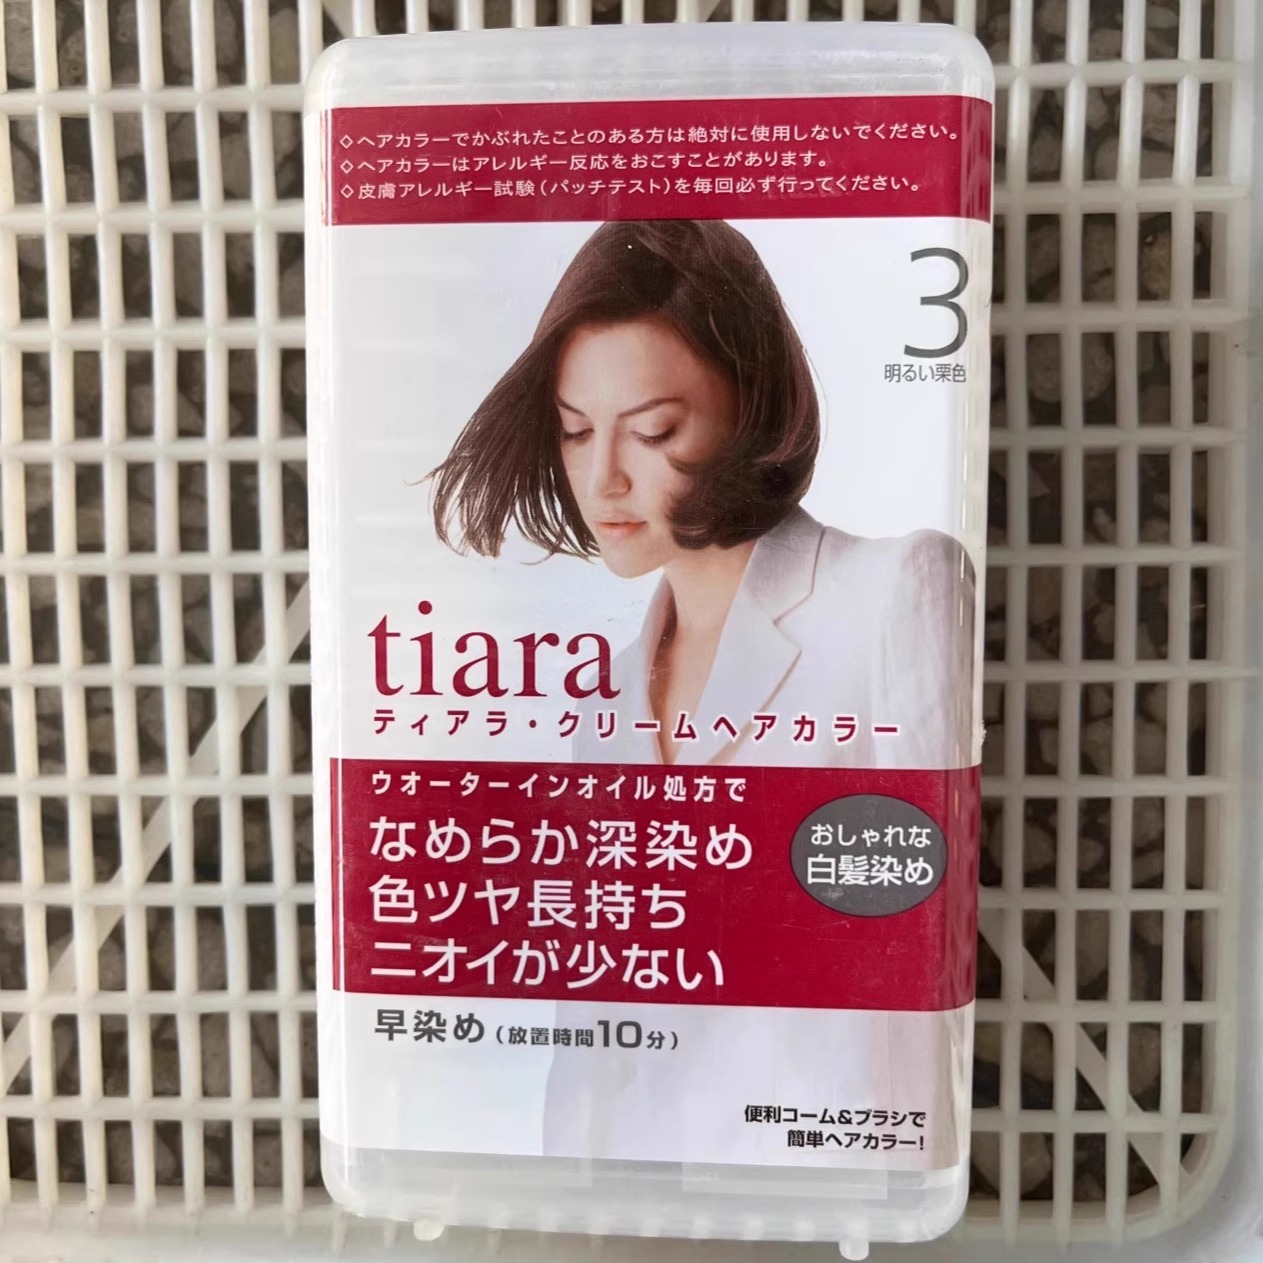 ◇ヘアカラーでかぶれたことのある方は絶対に使用しないでください。
◇ヘアカラーはアレルギー反応をおこすことがあります。
◇皮膚アレルギー試験(パッチテスト)を毎回必ず行ってください。
3
明るい栗色
tiara
ティアラ・クリームヘアカラー
ウオーターインオイル処方で
なめらか深染め
色ツヤ長持ち
ニオイが少ない
おしゃれな
白髪染め
早染め(放置時間10分)
便利コーム&ブラシで
簡単ヘアカラー!